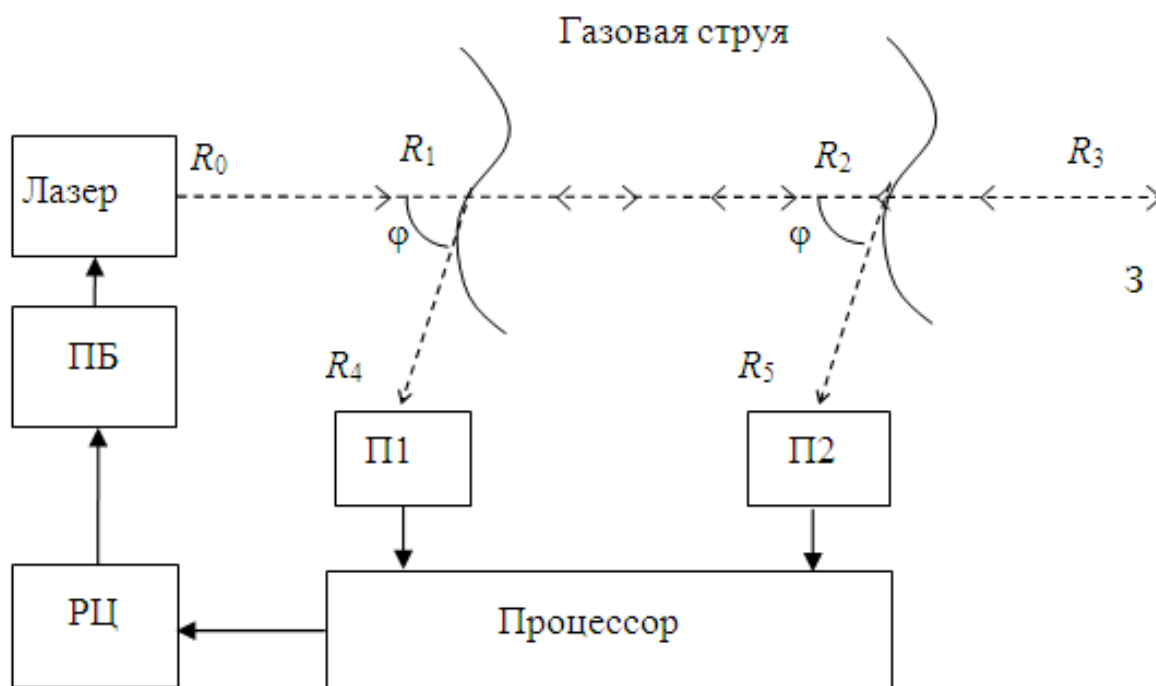 Газовая струя
R0 R1 R2 R3
Лазер
φ φ
З
ПБ
R4 R5
П1 П2
РЦ Процессор